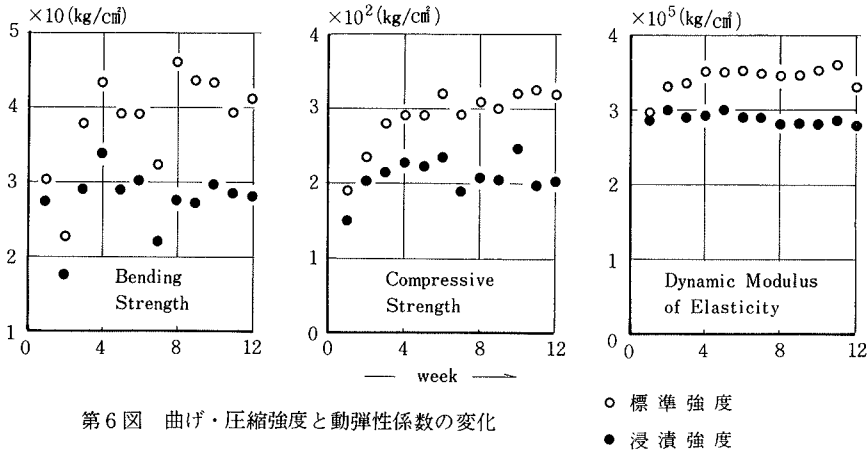 ×10(kg/c㎡)
5
4
3
2
1
0
4
8
12
Bending
Strength
×10²(kg/c㎡)
4
3
2
1
0
0
4
8
12
Compressive
Strength
week
×10⁵(kg/c㎡)
4
3
2
1
0
0
4
8
12
Dynamic Modulus
of Elasticity
第6図 曲げ・圧縮強度と動弾性係数の変化
○ 標準強度
● 浸漬強度